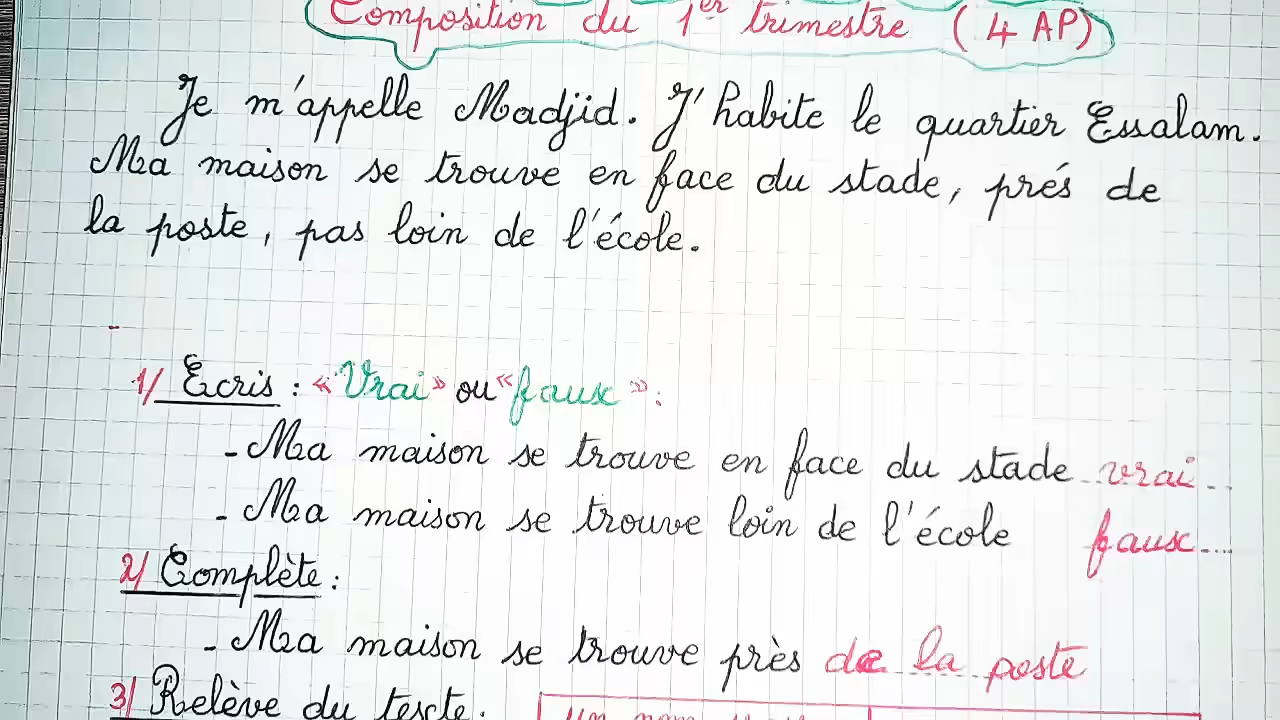 Composition du 1er trimestre (4 AP)
Je m'appelle Madjid. J'habite le quartier Essalam.
Ma maison se trouve en face du stade, prés de
la poste, pas loin de l'école.
1/ Ecris : «Vrai» ou «faux» :
- Ma maison se trouve en face du stade vrai...
- Ma maison se trouve loin de l'école faux...
2/ Complète :
- Ma maison se trouve près de la poste
3/ Relève du texte.
un nom